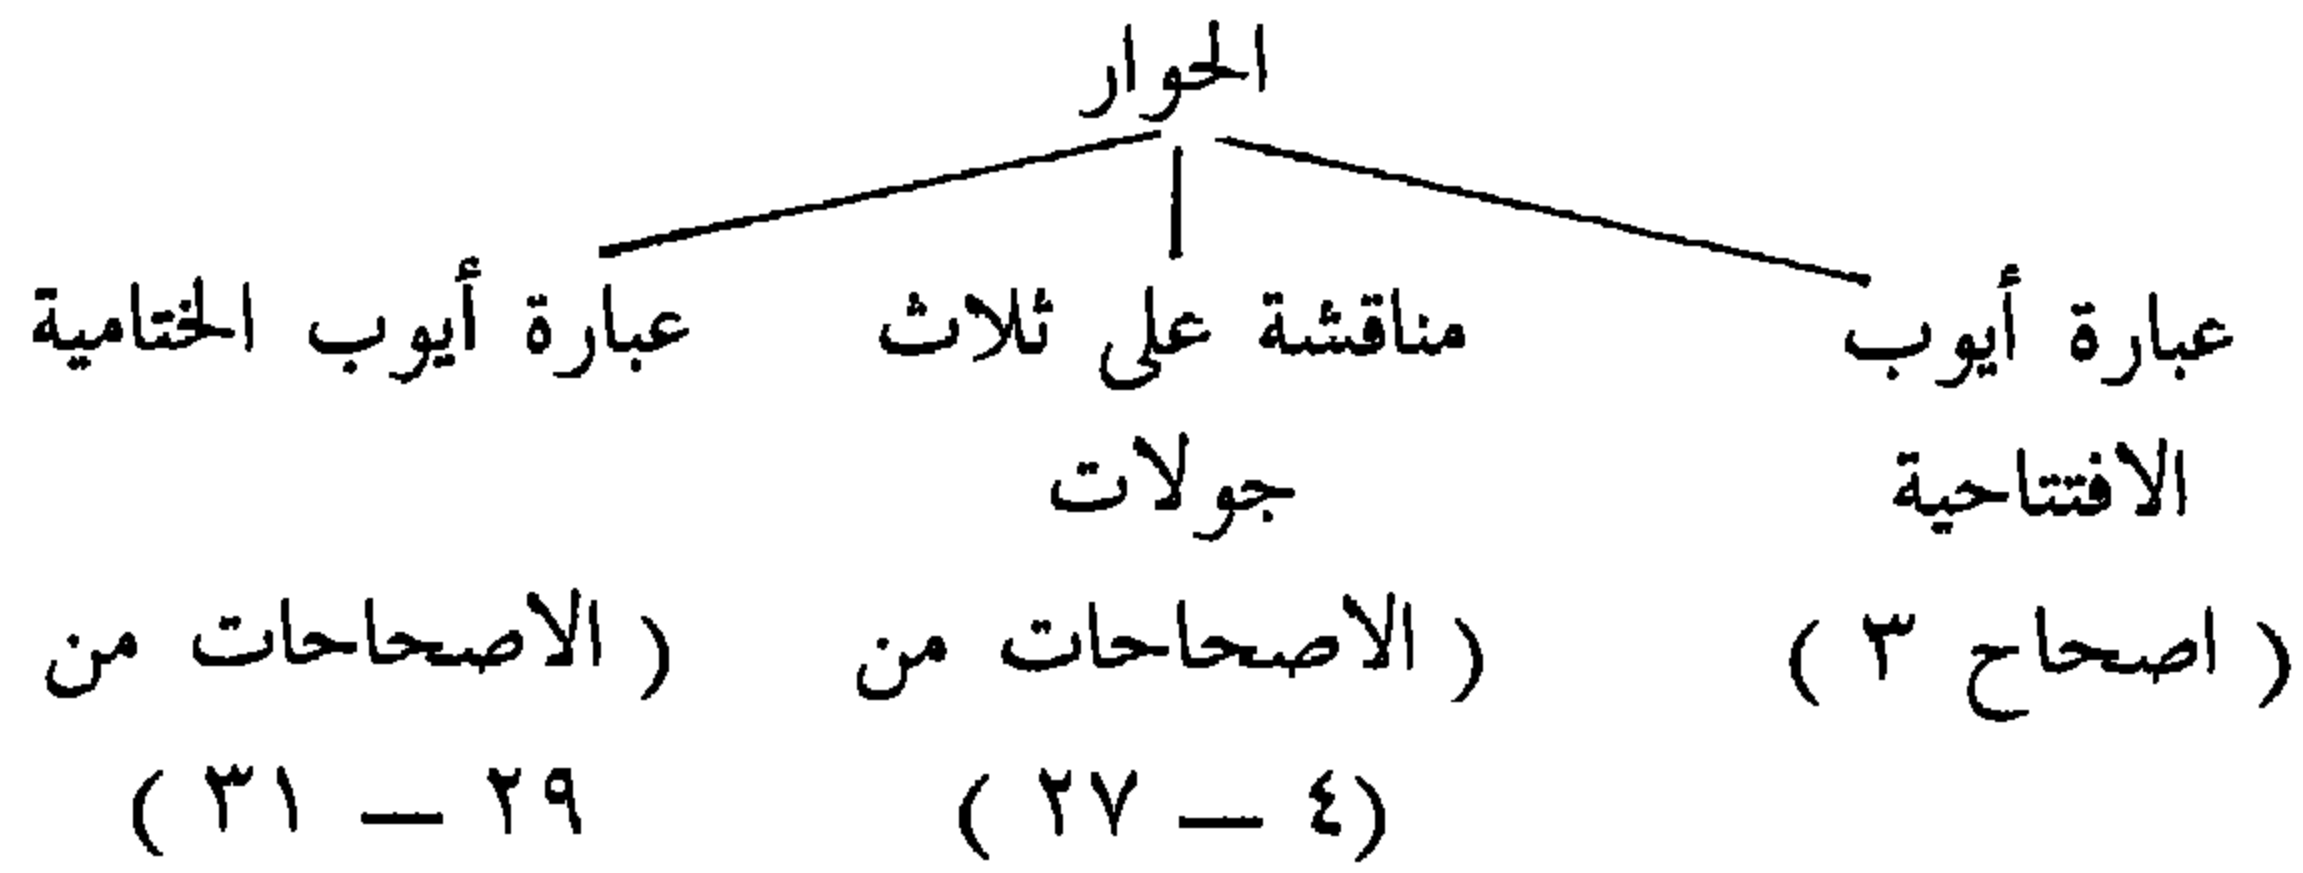 الحوار
عبارة أيوب
الافتتاحية
( اصحاح ٣ )
مناقشة على ثلاث
جولات
( الاصحاحات من
(٤ — ٢٧ )
عبارة أيوب الختامية
( الاصحاحات من
٢٩ — ٣١ )